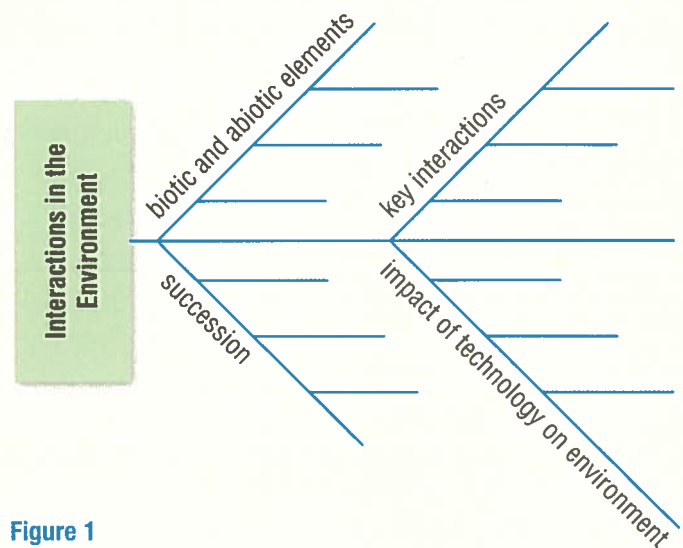 Interactions in the
Environment
biotic and abiotic elements
key interactions
succession
impact of technology on environment
Figure 1